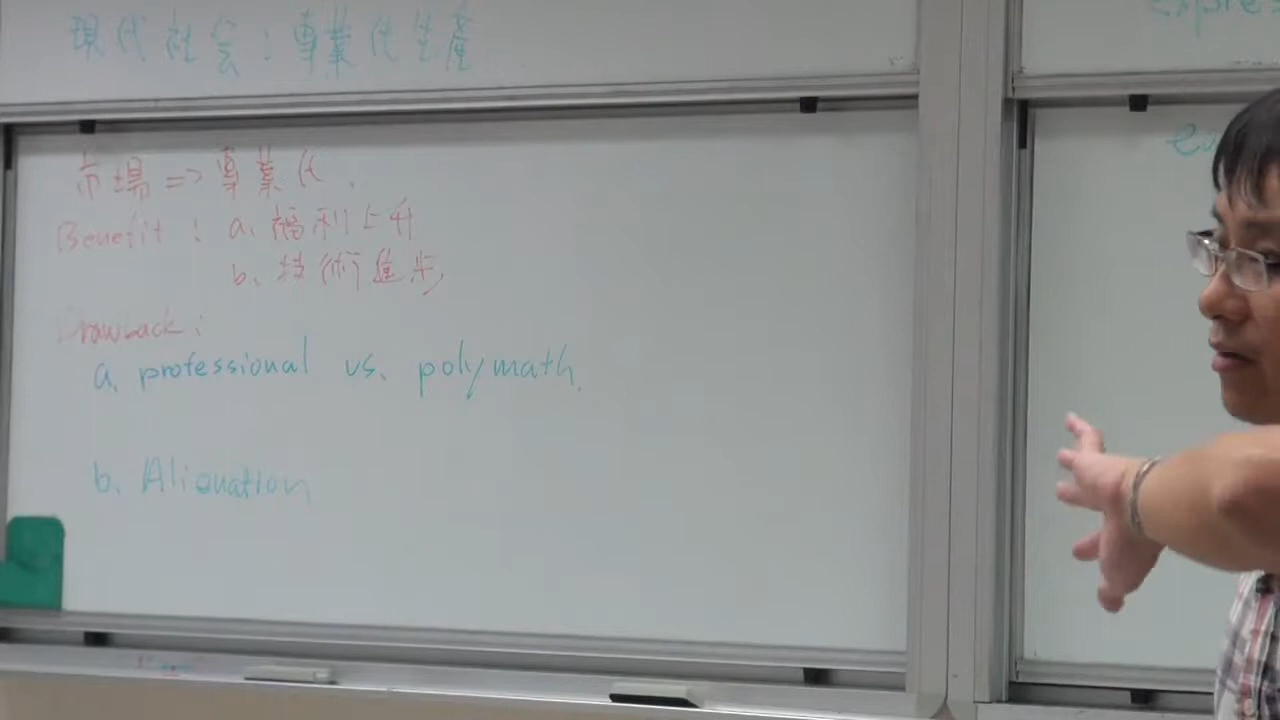 現代社会：專業化生產
市場 => 專業化.
Benefit : a. 福利上升
b. 技術進步
Drawback :
a. professional vs. polymath.
b. Alienation